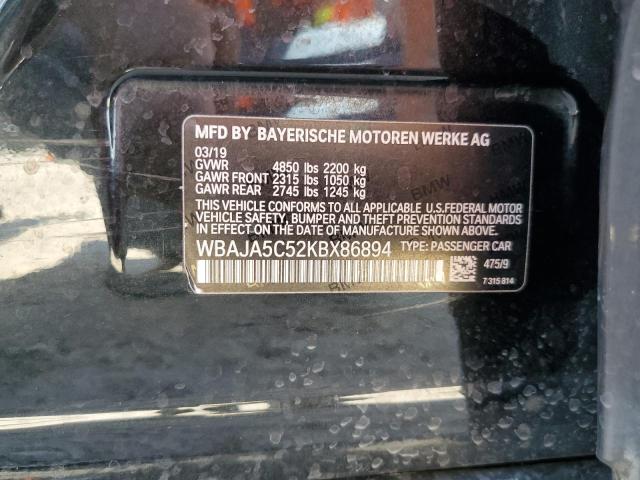 MFD BY BAYERISCHE MOTOREN WERKE AG
03/19
GVWR 4850 lbs 2200 kg
GAWR FRONT 2315 lbs 1050 kg
GAWR REAR 2745 lbs 1245 kg
THIS VEHICLE CONFORMS TO ALL APPLICABLE U.S.FEDERAL MOTOR
VEHICLE SAFETY, BUMPER AND THEFT PREVENTION STANDARDS
IN EFFECT ON THE DATE OF MANUFACTURE SHOWN ABOVE.
WBAJA5C52KBX86894 TYPE: PASSENGER CAR
475/9
7 315 814